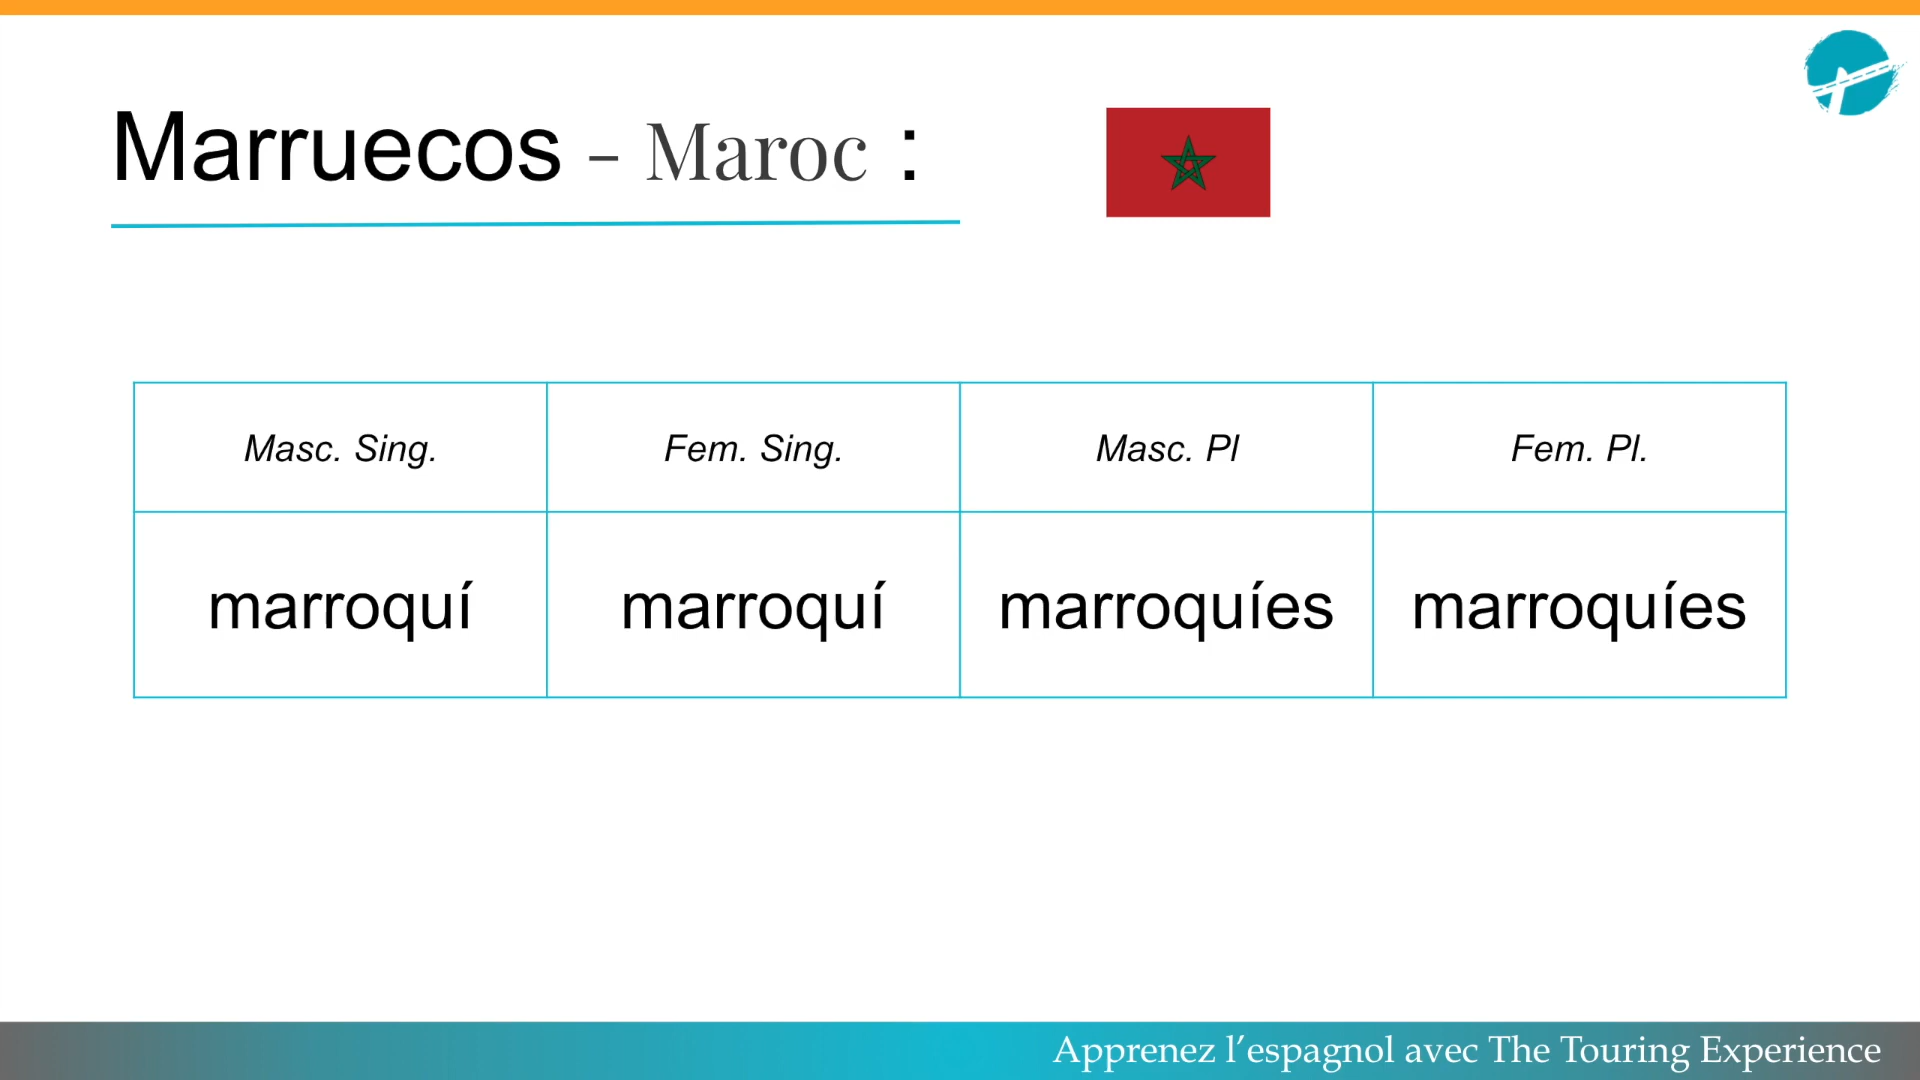 Marruecos - Maroc :
Masc. Sing. Fem. Sing. Masc. Pl Fem. Pl.
marroquí marroquí marroquíes marroquíes
Apprenez l’espagnol avec The Touring Experience